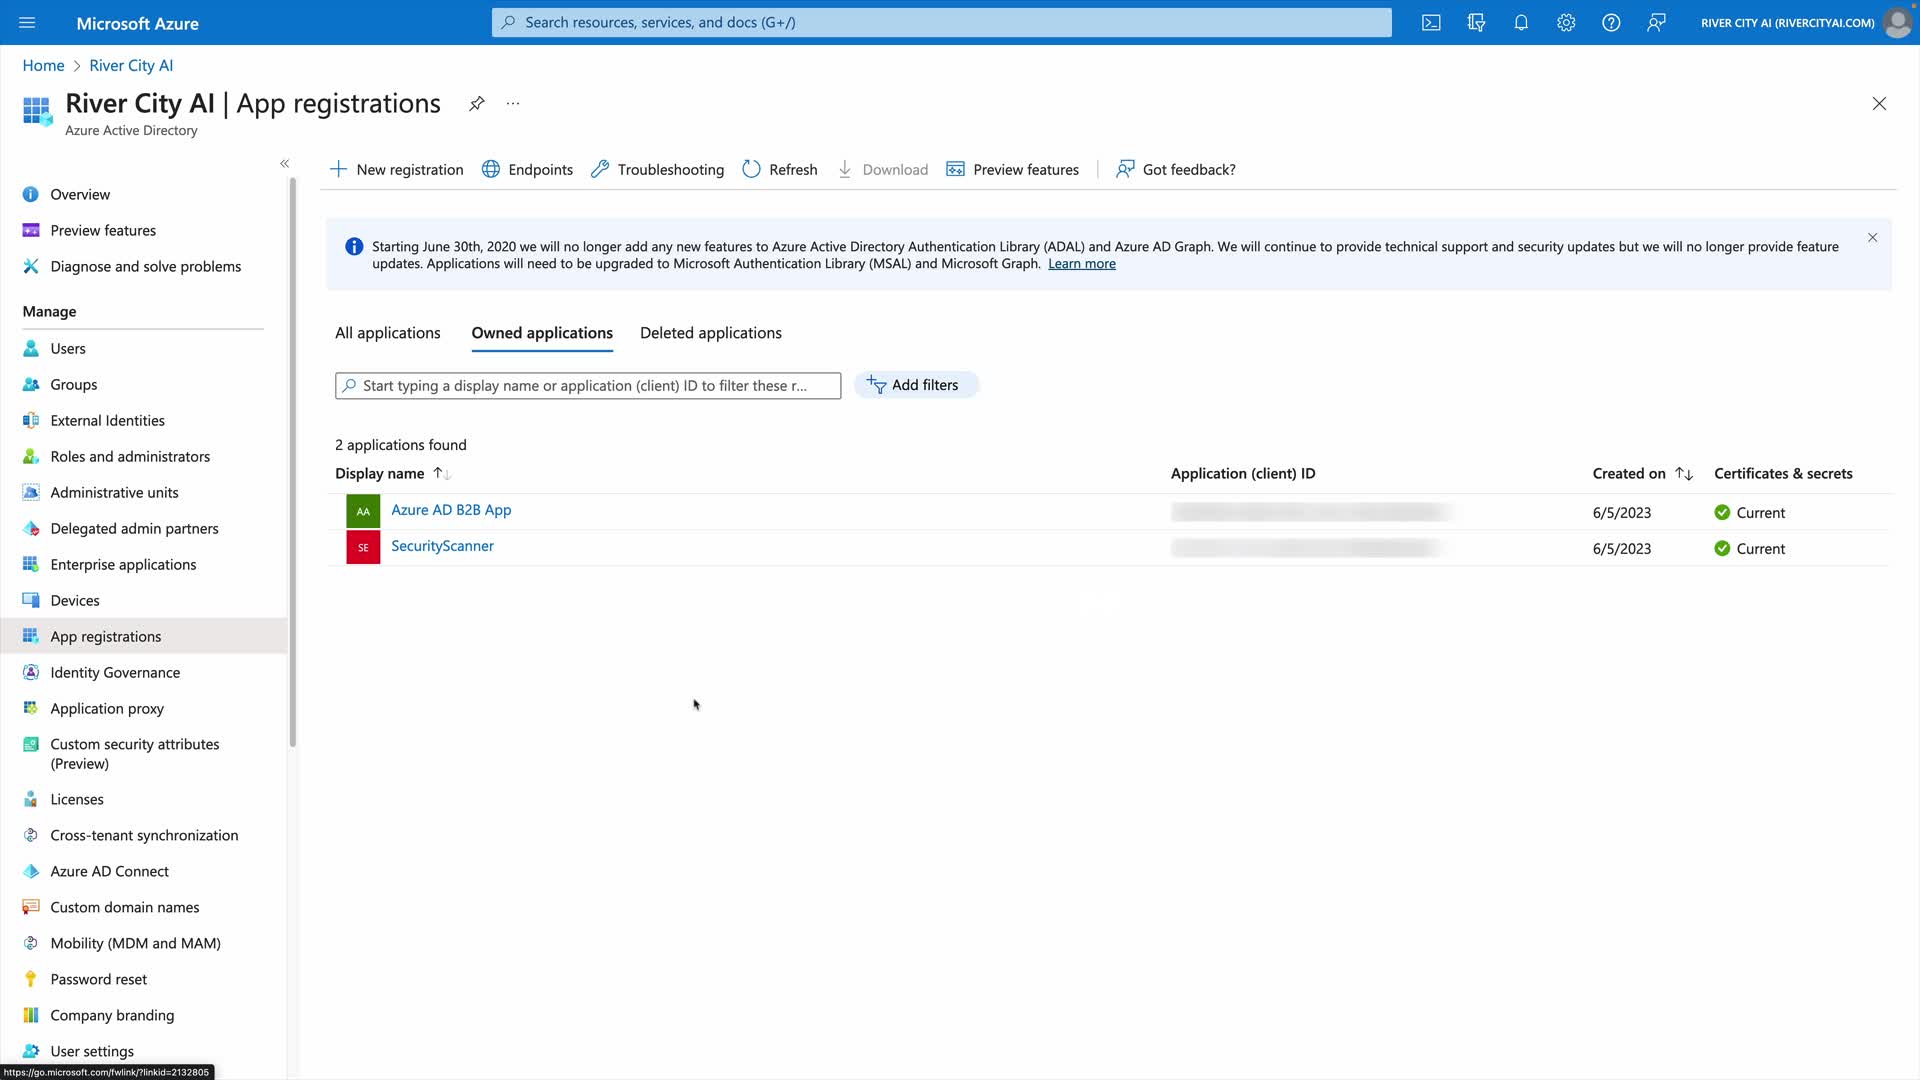 Microsoft Azure
Search resources, services, and docs (G+/)
RIVER CITY AI (RIVERCITYAI.COM)
Home > River City AI
River City AI | App registrations
Azure Active Directory
New registration
Endpoints
Troubleshooting
Refresh
Download
Preview features
Got feedback?
Overview
Preview features
Diagnose and solve problems
Manage
Users
Groups
External Identities
Roles and administrators
Administrative units
Delegated admin partners
Enterprise applications
Devices
App registrations
Identity Governance
Application proxy
Custom security attributes
(Preview)
Licenses
Cross-tenant synchronization
Azure AD Connect
Custom domain names
Mobility (MDM and MAM)
Password reset
Company branding
User settings
https://go.microsoft.com/fwlink/?linkid=2132805
Starting June 30th, 2020 we will no longer add any new features to Azure Active Directory Authentication Library (ADAL) and Azure AD Graph. We will continue to provide technical support and security updates but we will no longer provide feature
updates. Applications will need to be upgraded to Microsoft Authentication Library (MSAL) and Microsoft Graph. Learn more
All applications
Owned applications
Deleted applications
Start typing a display name or application (client) ID to filter these r...
Add filters
2 applications found
Display name
Application (client) ID
Created on
Certificates & secrets
AA
Azure AD B2B App
6/5/2023
Current
SE
SecurityScanner
6/5/2023
Current